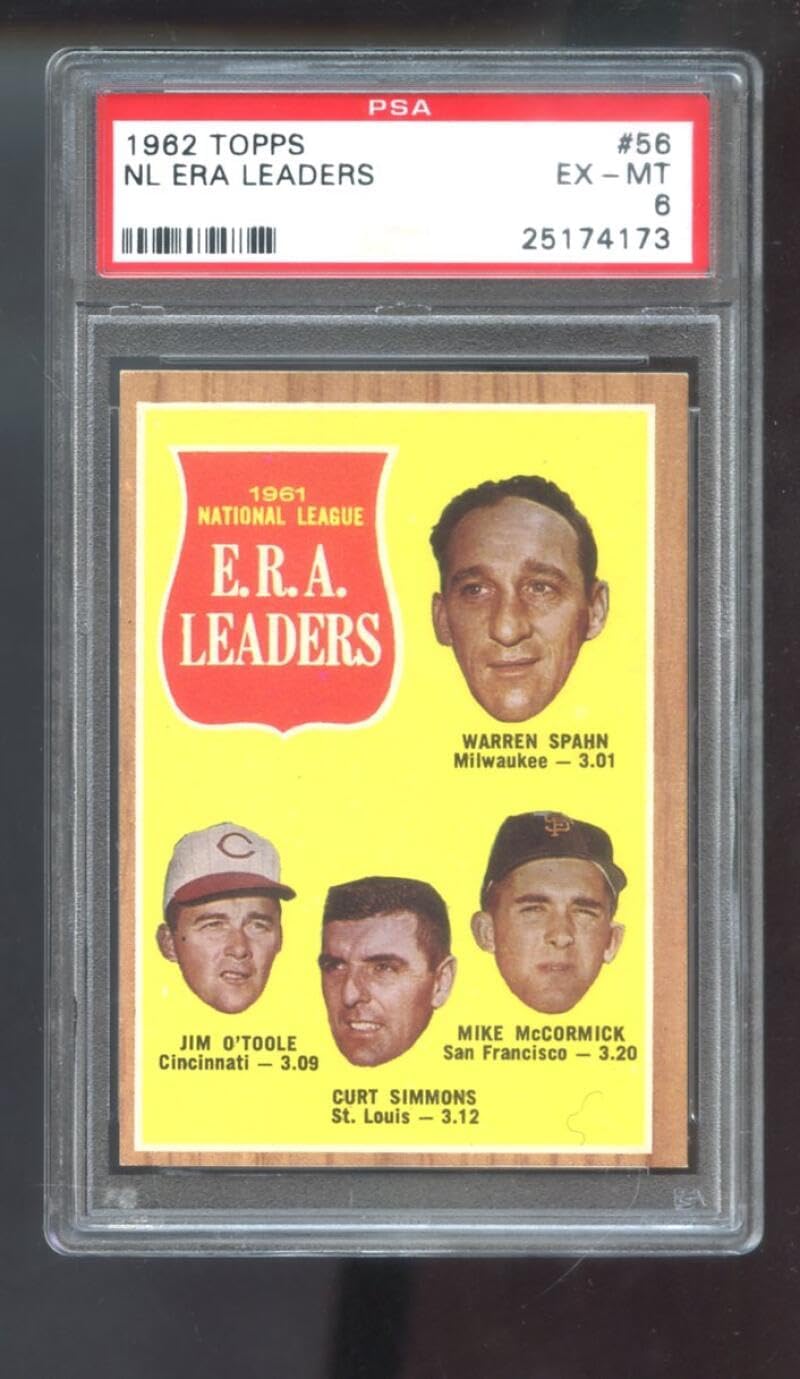 PSA
1962 TOPPS #56
NL ERA LEADERS EX - MT
6
25174173
1961
NATIONAL LEAGUE
E.R.A.
LEADERS
WARREN SPAHN
Milwaukee — 3.01
C
SF
JIM O'TOOLE
Cincinnati — 3.09
MIKE McCORMICK
San Francisco — 3.20
CURT SIMMONS
St. Louis — 3.12